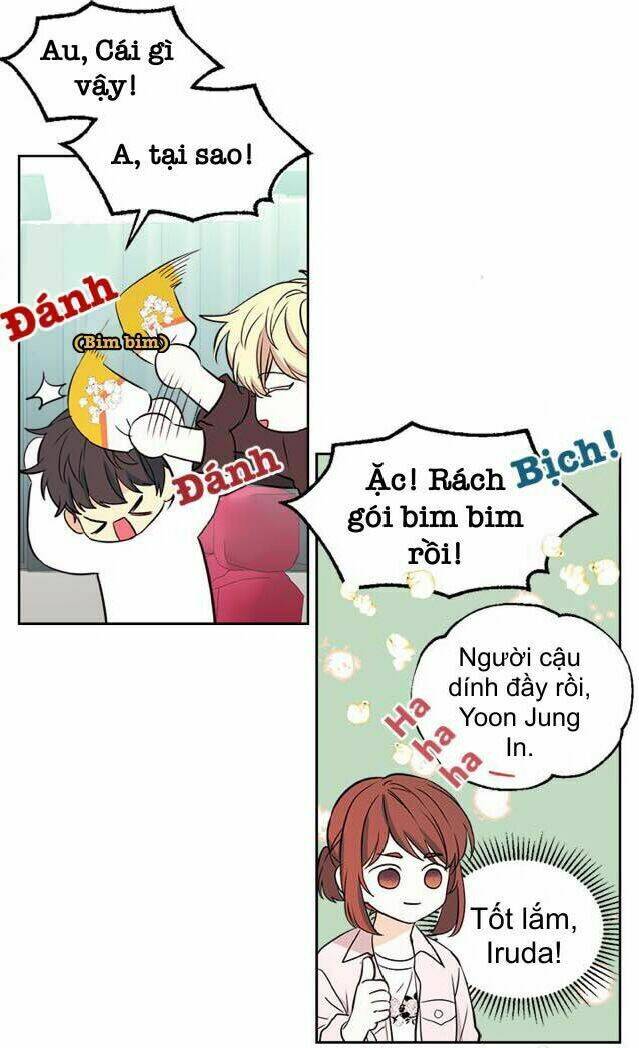 Au, Cái gì
vậy!
A, tại sao!
Đánh
(Bim bim)
Đánh
Ặc! Rách
gói bim bim
rồi!
Bịch!
Người cậu
dính đầy rồi,
Yoon Jung
In.
Ha
ha
ha
Tốt lắm,
Iruda!